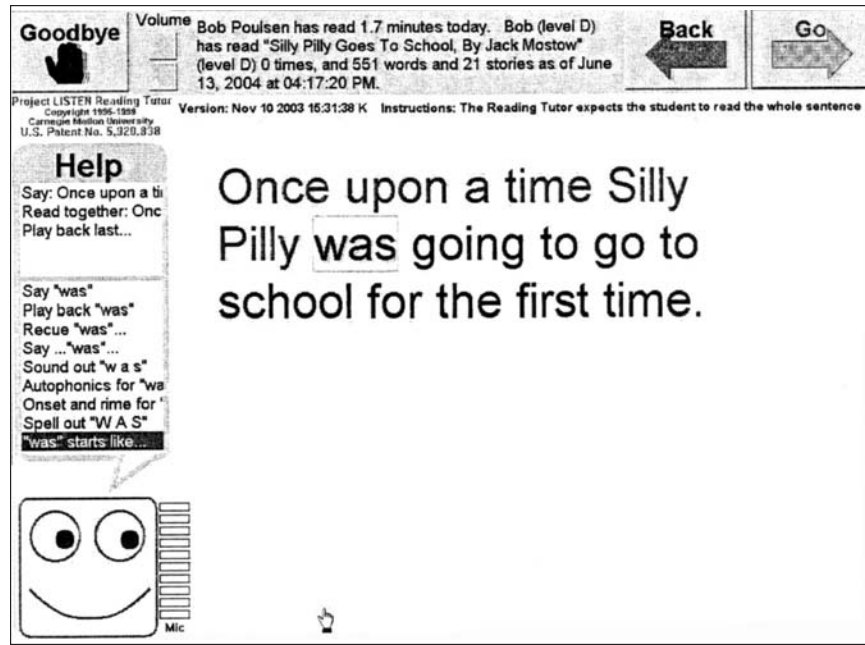 Goodbye
Volume
Bob Poulsen has read 1.7 minutes today. Bob (level D)
has read "Silly Pilly Goes To School, By Jack Mostow"
(level D) 0 times, and 551 words and 21 stories as of June
13, 2004 at 04:17:20 PM.
Back
Go
Project LISTEN Reading Tutor
Copyright 1996-1999
Carnegie Mellon University
U.S. Patent No. 5,920,838
Version: Nov 10 2003 15:31:38 K Instructions: The Reading Tutor expects the student to read the whole sentence
Help
Say: Once upon a ti
Read together: Onc
Play back last...
Say "was"
Play back "was"
Recue "was"...
Say ..."was"...
Sound out "w a s"
Autophonics for "wa
Onset and rime for "
Spell out "W A S"
"was" starts like...
Once upon a time Silly
Pilly was going to go to
school for the first time.
Mic